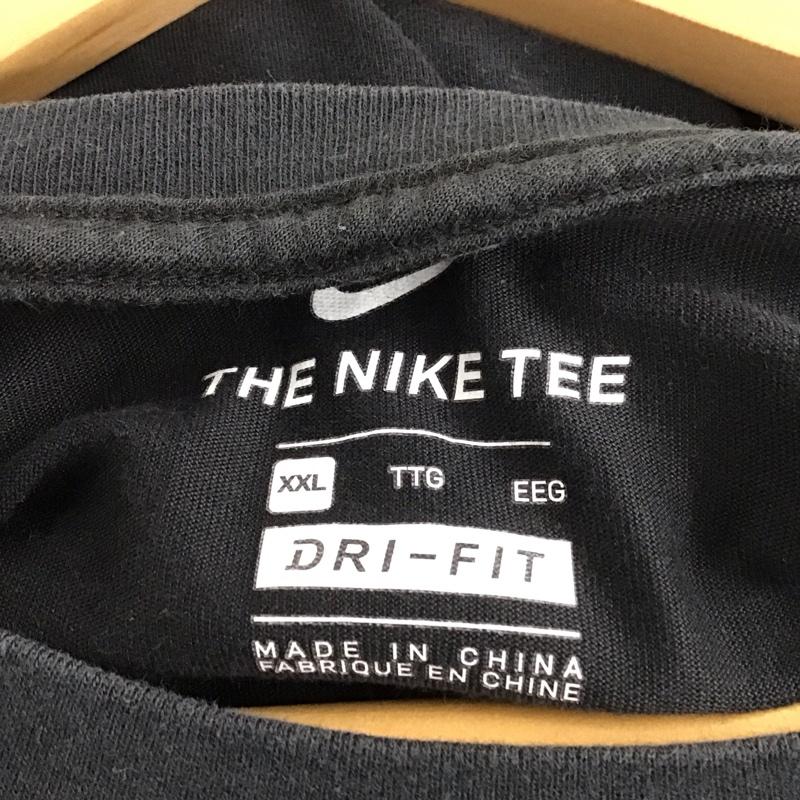 THE NIKE TEE
XXL TTG EEG
DRI-FIT
MADE IN CHINA
FABRIQUE EN CHINE